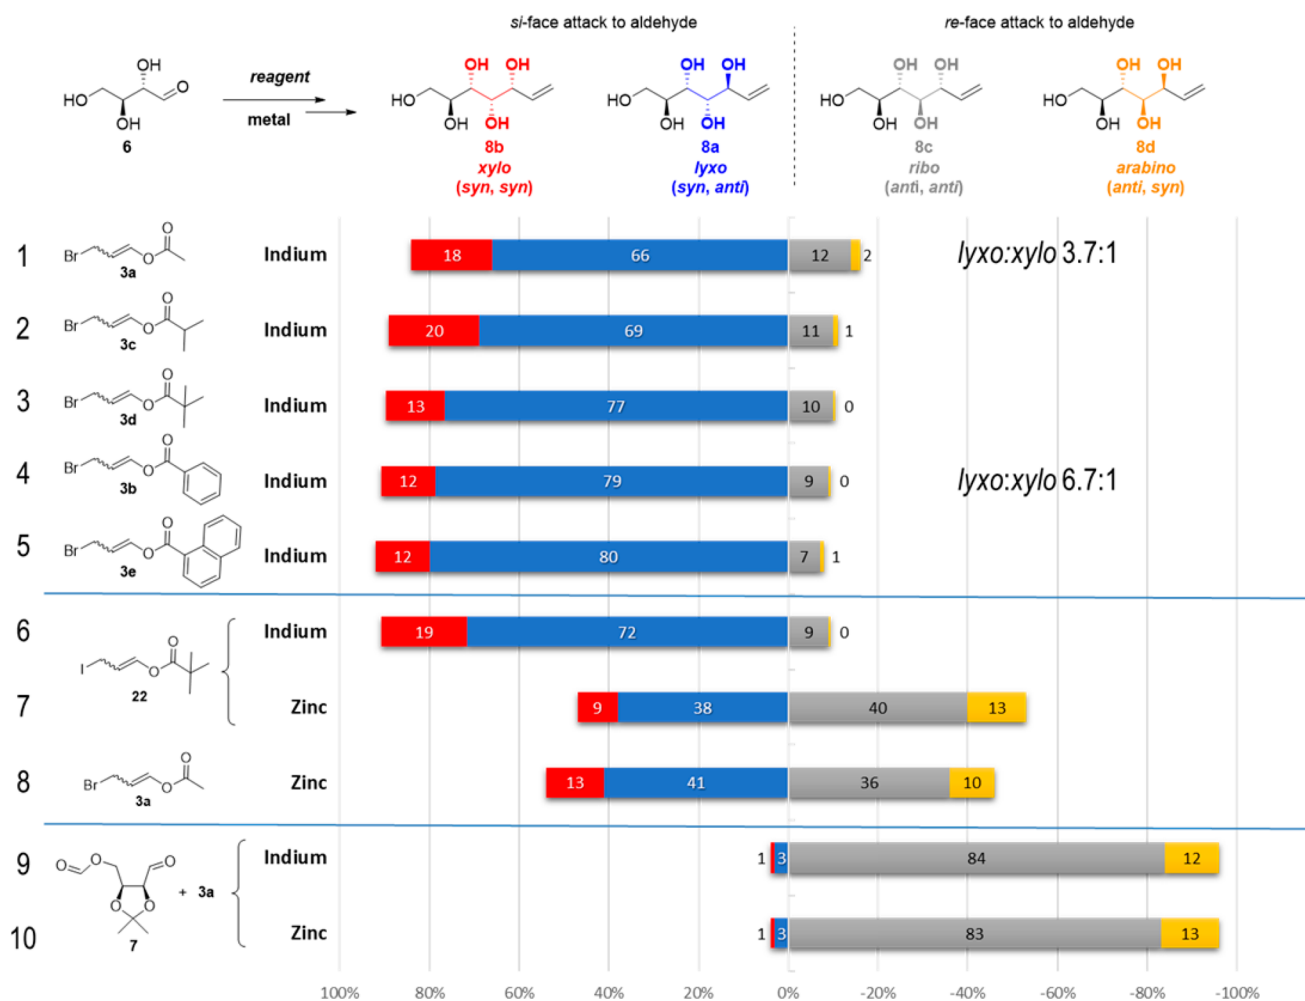 si-face attack to aldehyde
re-face attack to aldehyde
OH
O
HO
OH
6
reagent
metal
OH OH
HO
OH OH
8b
xylo
(syn, syn)
OH OH
HO
OH OH
8a
lyxo
(syn, anti)
OH OH
HO
OH OH
8c
ribo
(anti, anti)
OH OH
HO
OH OH
8d
arabino
(anti, syn)
1
Br
O
O
3a
Indium
18
66
12
2
lyxo:xylo 3.7:1
2
Br
O
O
3c
Indium
20
69
11
1
3
Br
O
O
3d
Indium
13
77
10
0
4
Br
O
O
3b
Indium
12
79
9
0
lyxo:xylo 6.7:1
5
Br
O
O
3e
Indium
12
80
7
1
6
Indium
19
72
9
0
I
O
O
22
7
Zinc
9
38
40
13
8
Br
O
O
3a
Zinc
13
41
36
10
9
Indium
1
3
84
12
O
O
O
O
O
7
+ 3a
10
Zinc
1
3
83
13
100% 80% 60% 40% 20% 0% -20% -40% -60% -80% -100%